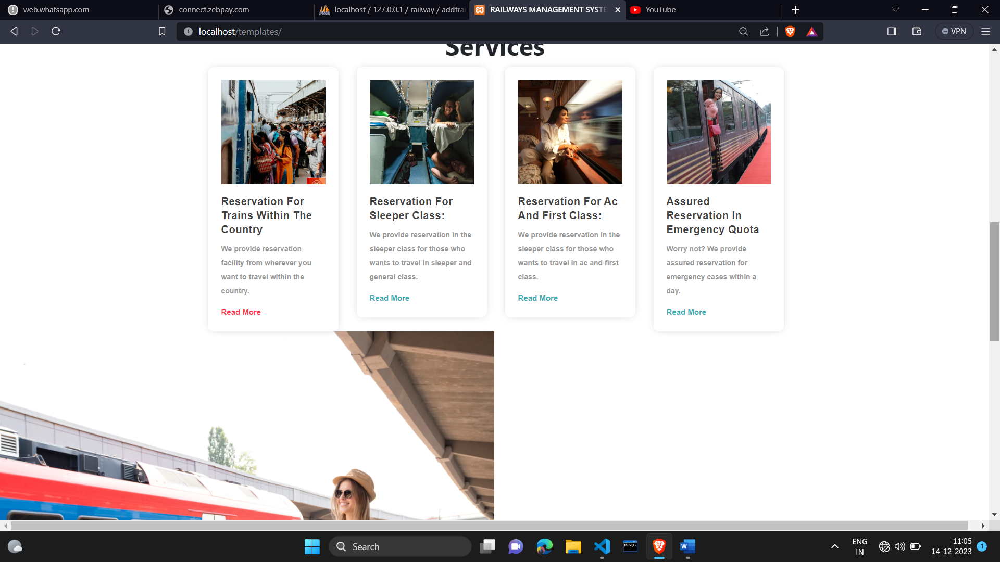 web.whatsapp.com
connect.zebpay.com
localhost / 127.0.0.1 / railway / addtrai
RAILWAYS MANAGEMENT SYSTE
YouTube
localhost/templates/
VPN
Services
Reservation For
Trains Within The
Country
We provide reservation
facility from wherever you
want to travel within the
country.
Read More
Reservation For
Sleeper Class:
We provide reservation in the
sleeper class for those who
wants to travel in sleeper and
general class.
Read More
Reservation For Ac
And First Class:
We provide reservation in the
sleeper class for those who
wants to travel in ac and first
class.
Read More
Assured
Reservation In
Emergency Quota
Worry not? We provide
assured reservation for
emergency cases within a
day.
Read More
Search
ENG
IN
11:05
14-12-2023
1